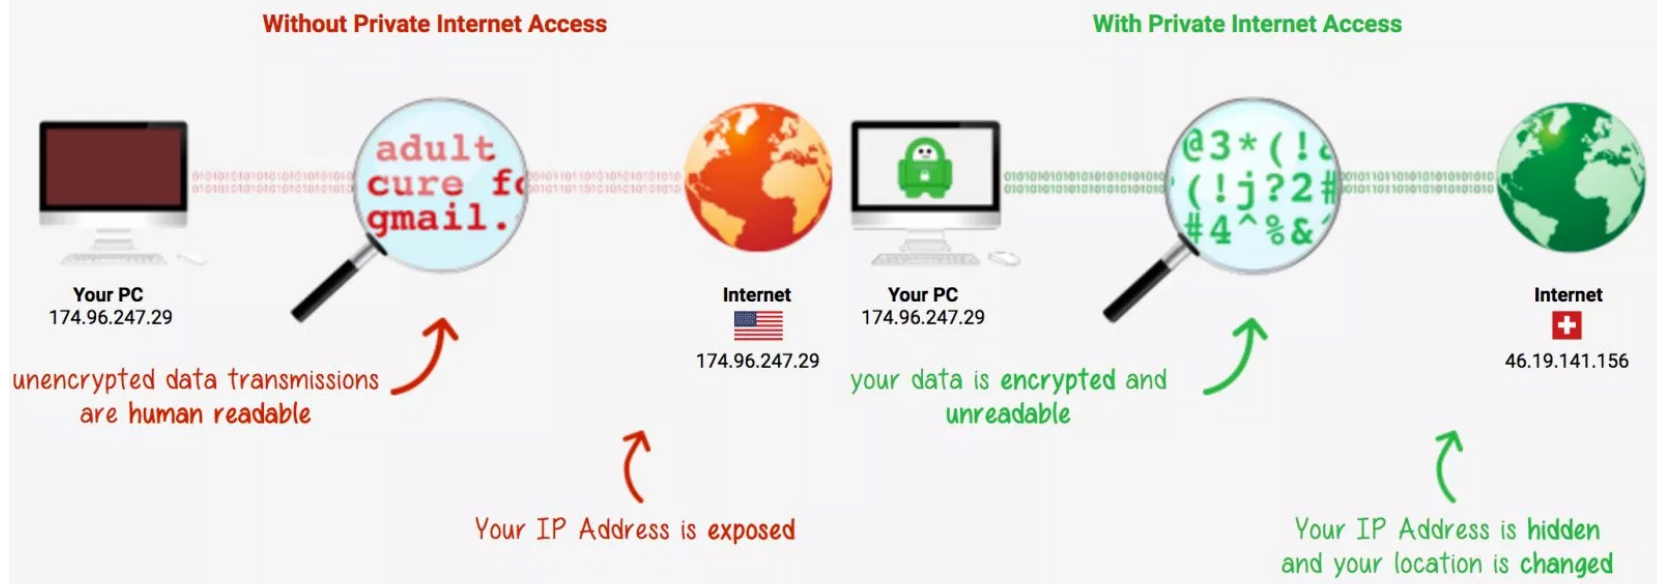 Without Private Internet Access
adult
cure fo
gmail.
Your PC
174.96.247.29
Internet
174.96.247.29
unencrypted data transmissions
are human readable
Your IP Address is exposed
With Private Internet Access
@3*(!
(!j?2#
#4^%&
Your PC
174.96.247.29
Internet
46.19.141.156
your data is encrypted and
unreadable
Your IP Address is hidden
and your location is changed